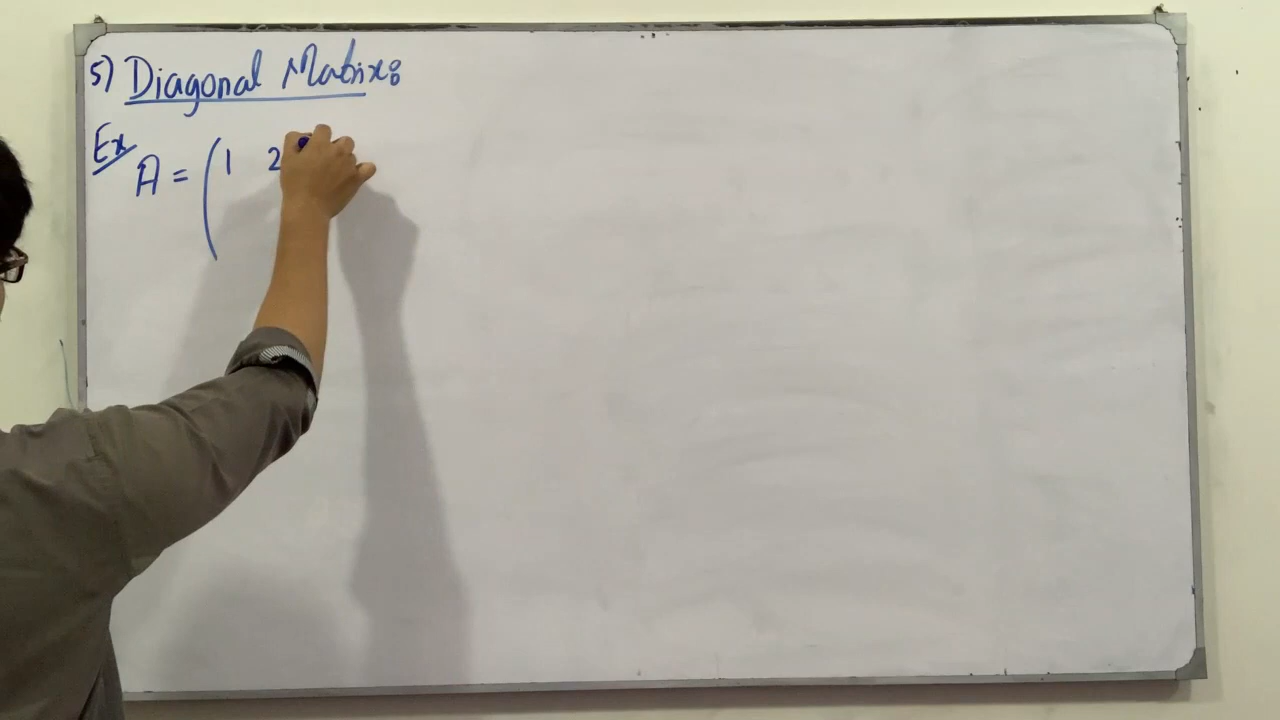 5) Diagonal Matrix:
Ex
A = ( 1 2